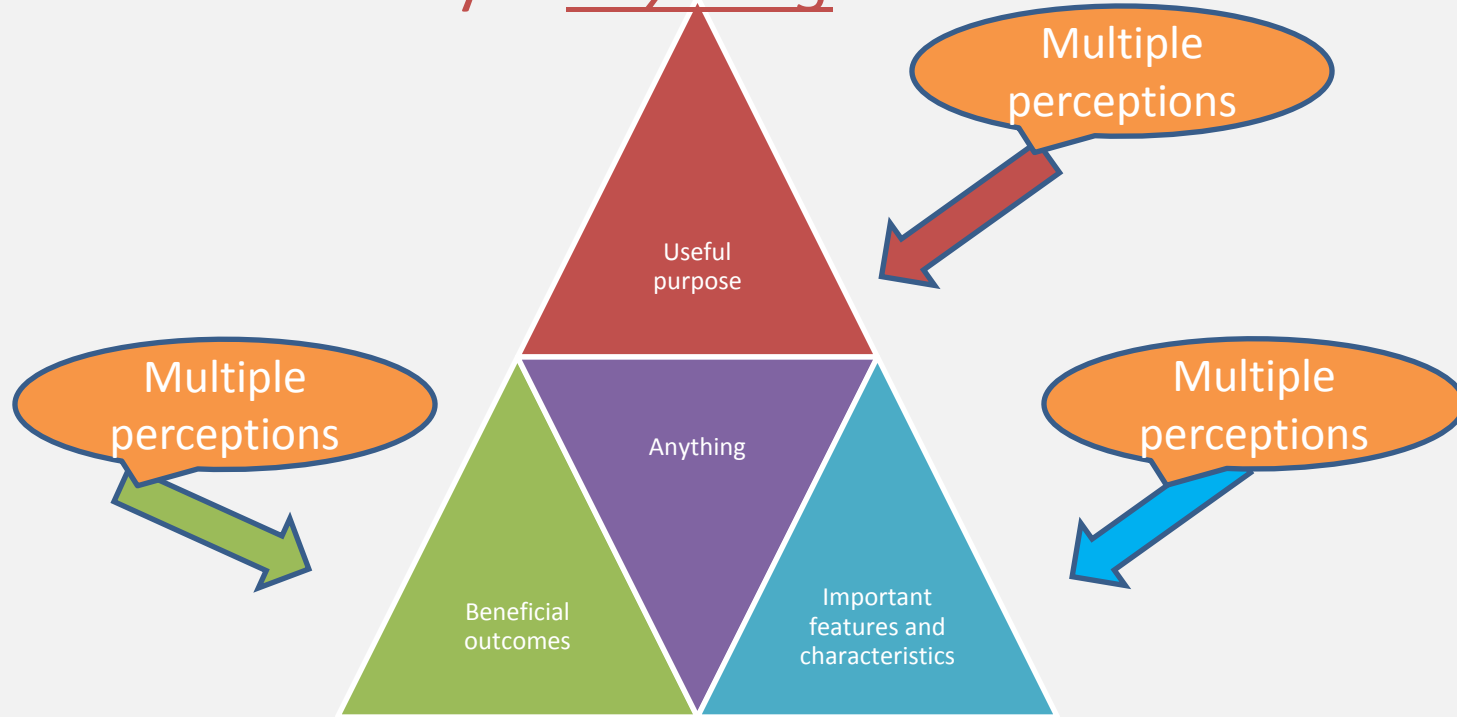 Multiple
perceptions
Useful
purpose
Multiple
perceptions
Multiple
perceptions
Anything
Beneficial
outcomes
Important
features and
characteristics